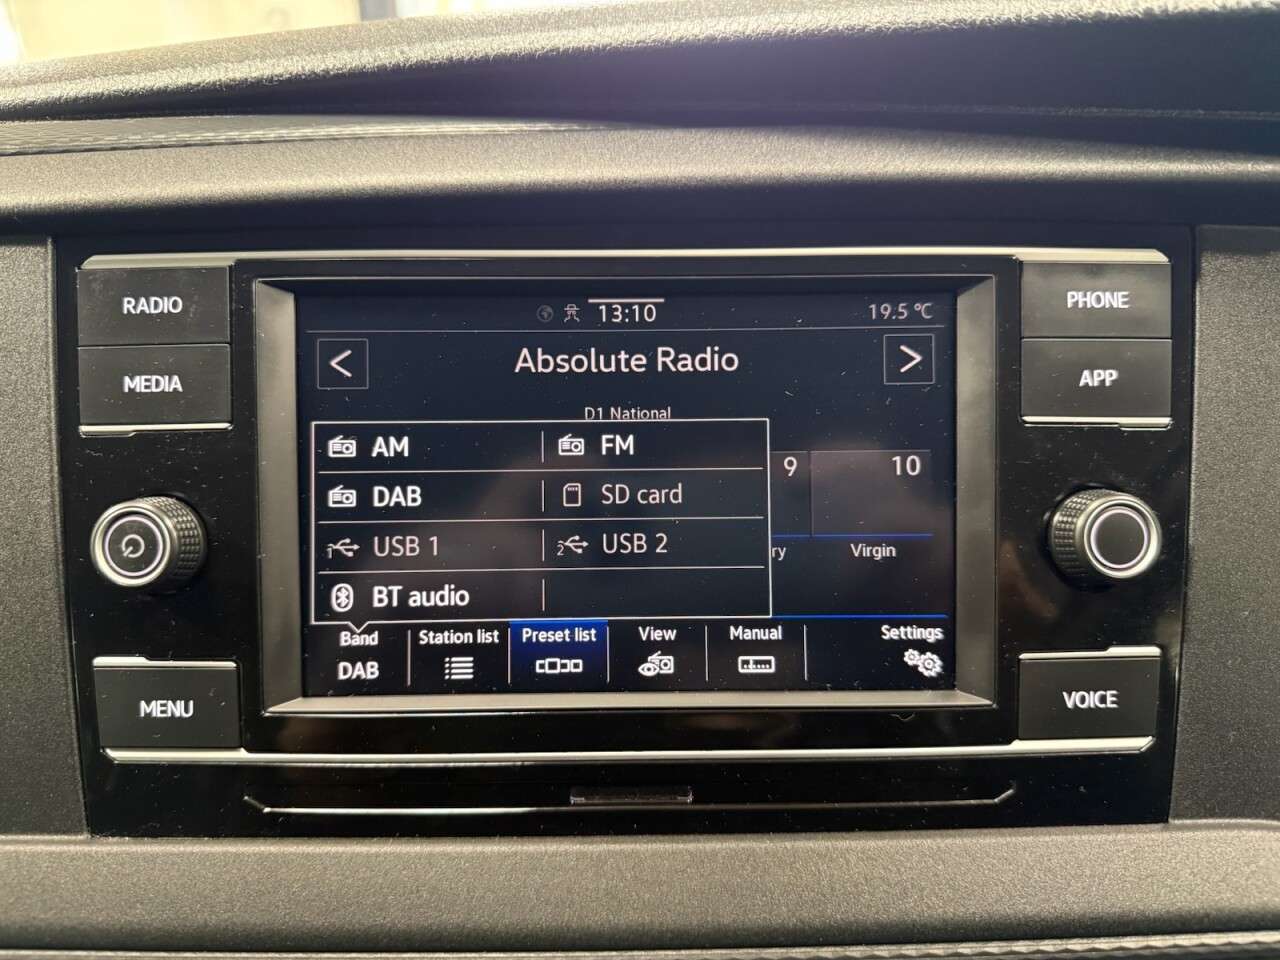 RADIO
MEDIA
MENU
13:10
19.5 °C
<
Absolute Radio
>
D1 National
AM
FM
DAB
SD card
1 USB 1
2 USB 2
BT audio
9
10
ry
Virgin
Band
DAB
Station list
Preset list
View
Manual
Settings
PHONE
APP
VOICE